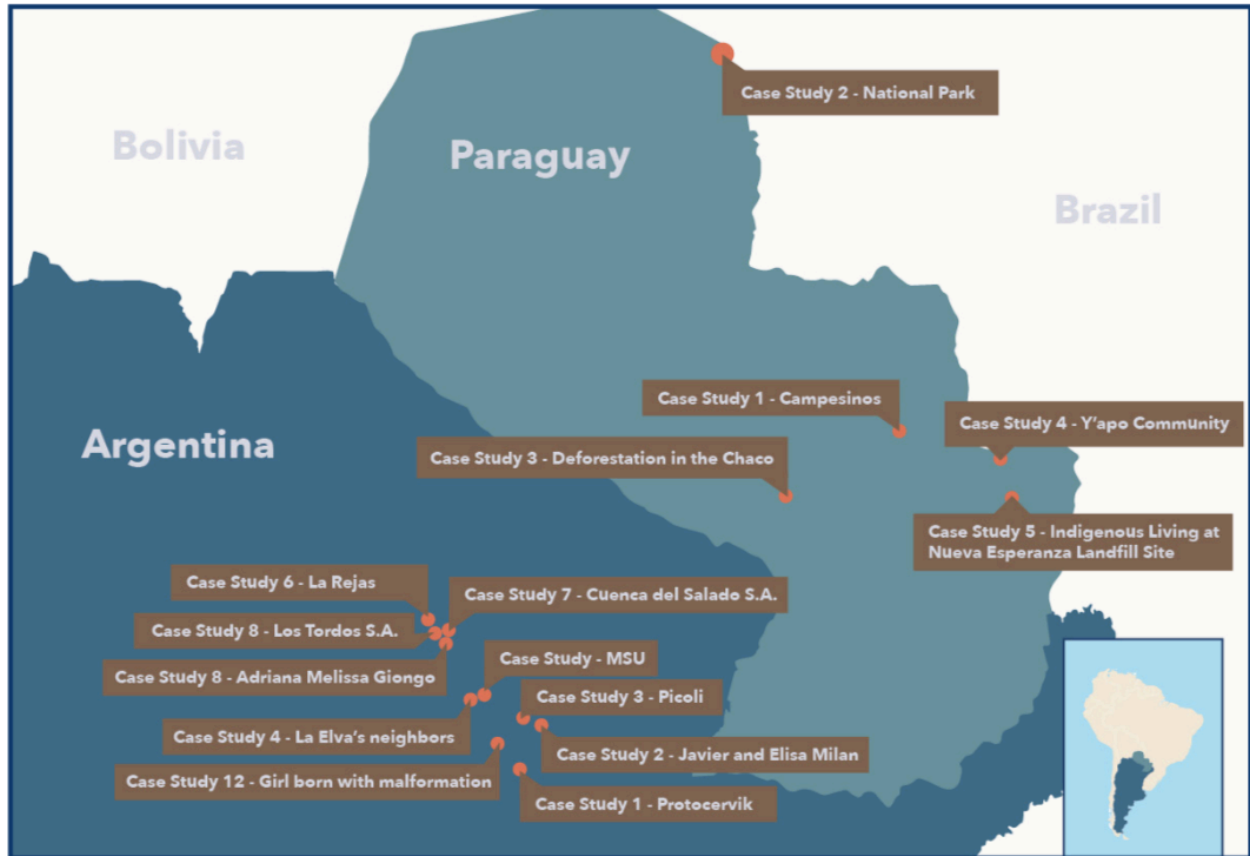 Case Study 2 - National Park
Bolivia
Paraguay
Brazil
Case Study 1 - Campesinos
Case Study 4 - Y'apo Community
Argentina
Case Study 3 - Deforestation in the Chaco
Case Study 5 - Indigenous Living at
Nueva Esperanza Landfill Site
Case Study 6 - La Rejas
Case Study 7 - Cuenca del Salado S.A.
Case Study 8 - Los Tordos S.A.
Case Study - MSU
Case Study 8 - Adriana Melissa Giongo
Case Study 3 - Picoli
Case Study 4 - La Elva's neighbors
Case Study 2 - Javier and Elisa Milan
Case Study 12 - Girl born with malformation
Case Study 1 - Protocervik